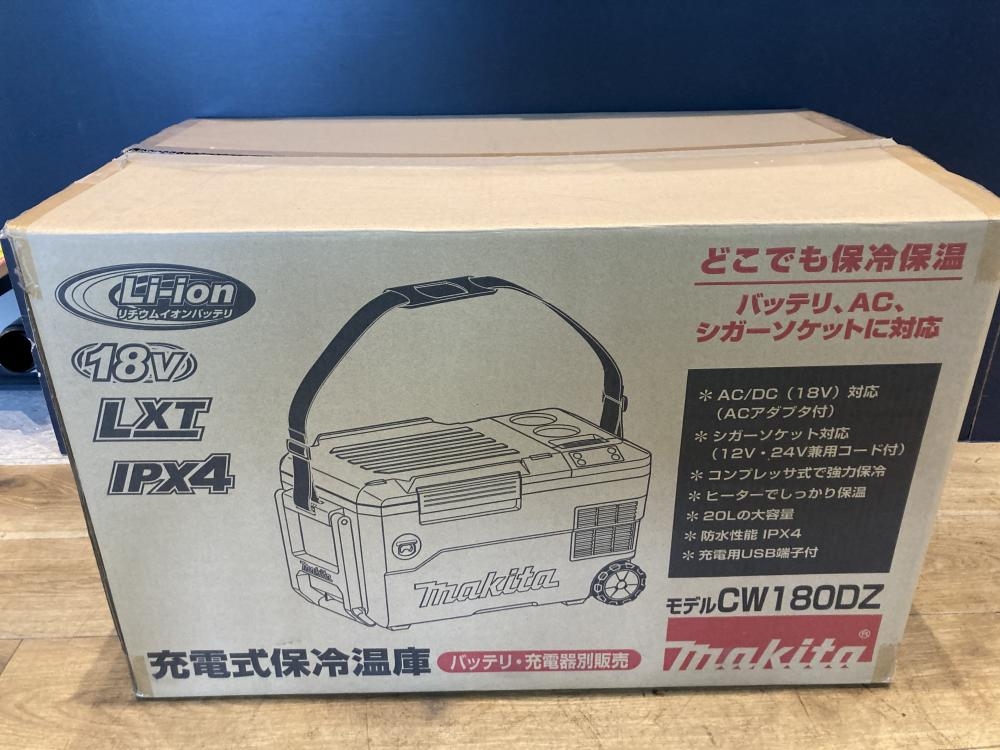 Li-ion
リチウムイオンバッテリ
18V
LXT
IPX4
どこでも保冷保温
バッテリ、AC、
シガーソケットに対応
＊ AC/DC（18V）対応
（ACアダプタ付）
＊ シガーソケット対応
（12V・24V兼用コード付）
＊ コンプレッサ式で強力保冷
＊ ヒーターでしっかり保温
＊ 20Lの大容量
＊ 防水性能 IPX4
＊ 充電用USB端子付
makita
makita
モデルCW180DZ
makita®
充電式保冷温庫
バッテリ・充電器別販売